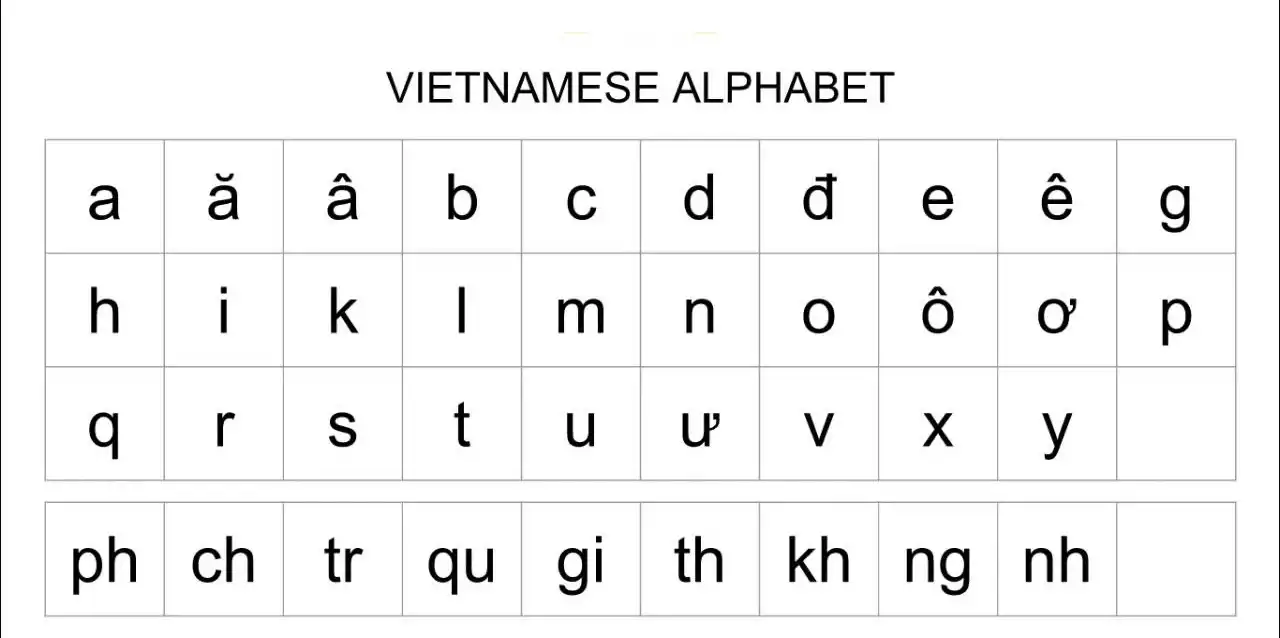 VIETNAMESE ALPHABET
a ă â b c d đ e ê g
h i k l m n o ô ơ p
q r s t u ư v x y
ph ch tr qu gi th kh ng nh